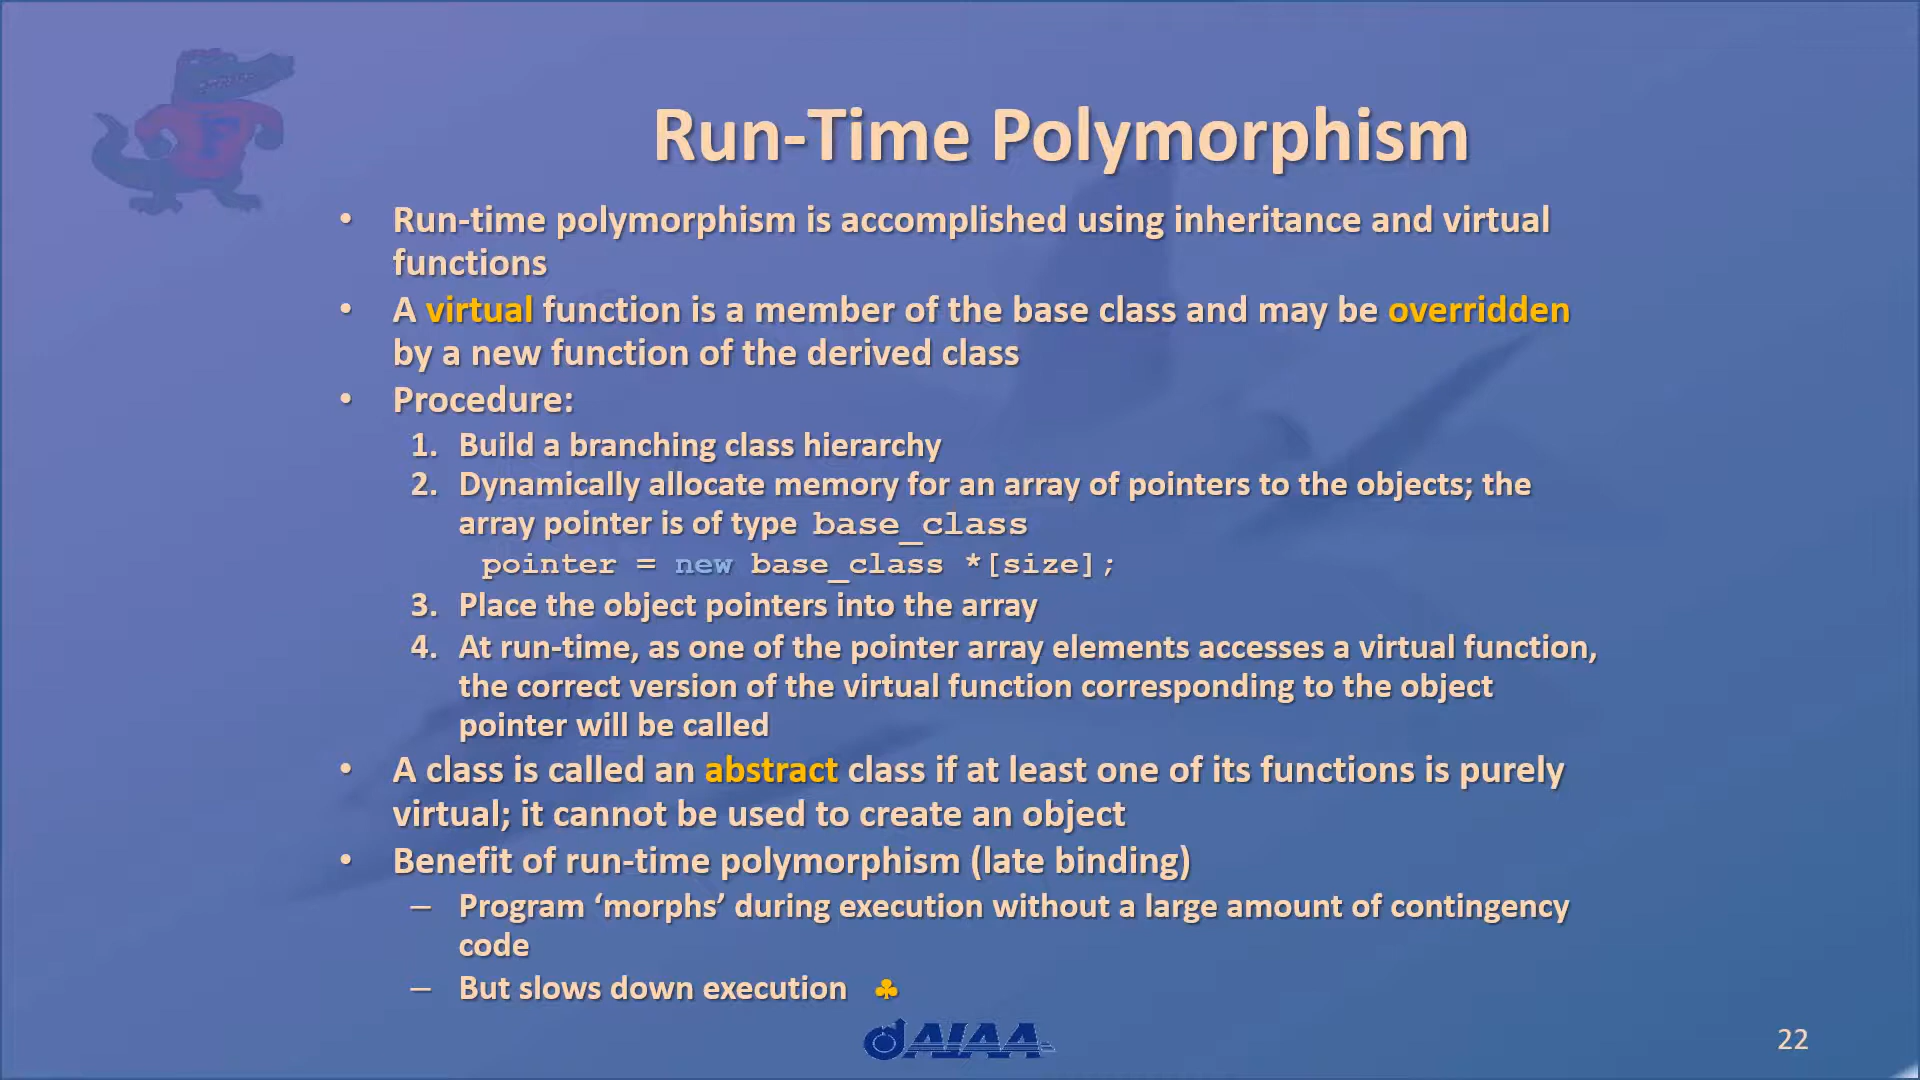 Run-Time Polymorphism
• Run-time polymorphism is accomplished using inheritance and virtual
functions
• A virtual function is a member of the base class and may be overridden
by a new function of the derived class
• Procedure:
1. Build a branching class hierarchy
2. Dynamically allocate memory for an array of pointers to the objects; the
array pointer is of type base_class
pointer = new base_class *[size];
3. Place the object pointers into the array
4. At run-time, as one of the pointer array elements accesses a virtual function,
the correct version of the virtual function corresponding to the object
pointer will be called
• A class is called an abstract class if at least one of its functions is purely
virtual; it cannot be used to create an object
• Benefit of run-time polymorphism (late binding)
– Program ‘morphs’ during execution without a large amount of contingency
code
– But slows down execution ♣
AIAA
22
F